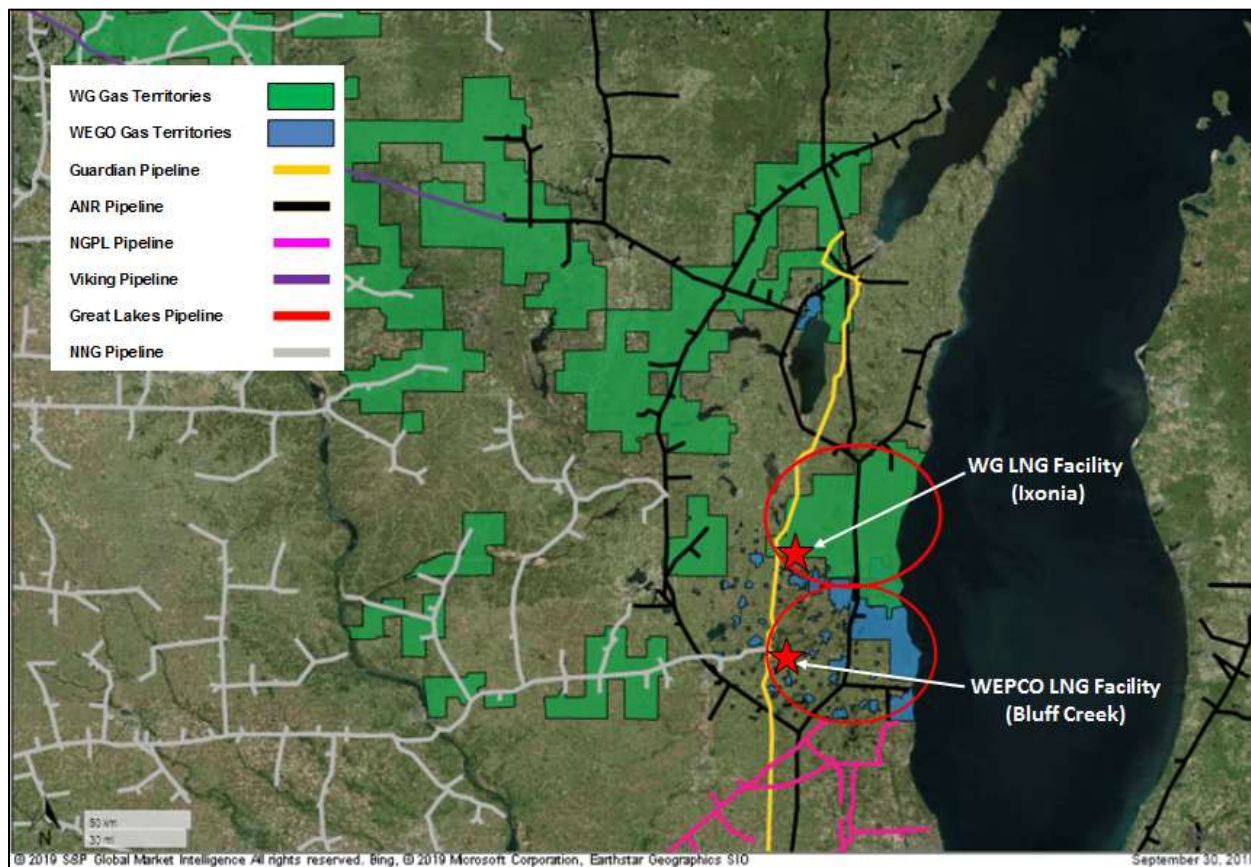 WG Gas Territories
WEGO Gas Territories
Guardian Pipeline
ANR Pipeline
NGPL Pipeline
Viking Pipeline
Great Lakes Pipeline
NNG Pipeline
WG LNG Facility
(Ixonia)
WEPCO LNG Facility
(Bluff Creek)
N
50 km
30 mi
© 2019 S&P Global Market Intelligence All rights reserved. Bing, © 2019 Microsoft Corporation, Earthstar Geographics SIO
September 30, 201